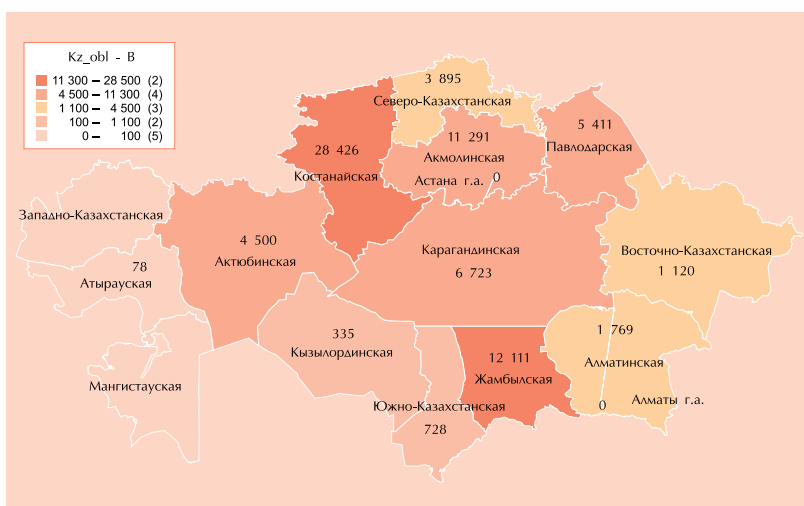 Kz_obl - B
11 300 – 28 500 (2)
4 500 – 11 300 (4)
1 100 – 4 500 (3)
100 – 1 100 (2)
0 – 100 (5)
3 895
Северо-Казахстанская
28 426
Костанайская
11 291
Акмолинская
Астана г.а. 0
5 411
Павлодарская
Западно-Казахстанская
78
Атырауская
4 500
Актюбинская
Карагандинская
6 723
Восточно-Казахстанская
1 120
335
Кызылординская
Мангистауская
12 111
Жамбылская
1 769
Алматинская
0 Алматы г.а.
Южно-Казахстанская
728